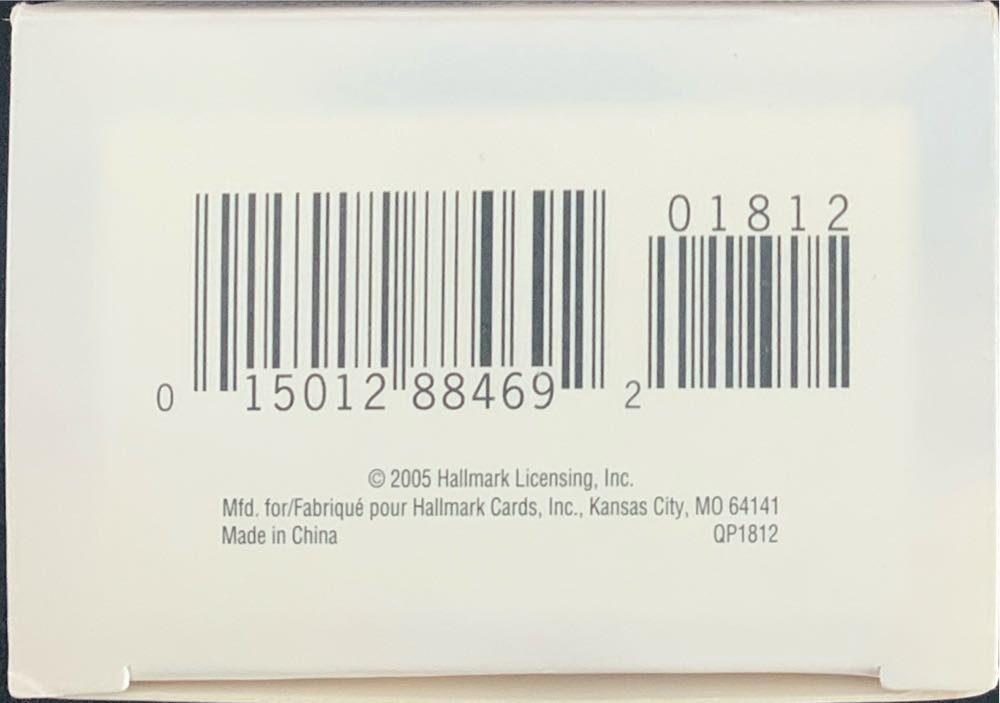 01812
0 15012 88469 2
© 2005 Hallmark Licensing, Inc.
Mfd. for/Fabriqué pour Hallmark Cards, Inc., Kansas City, MO 64141
Made in China QP1812